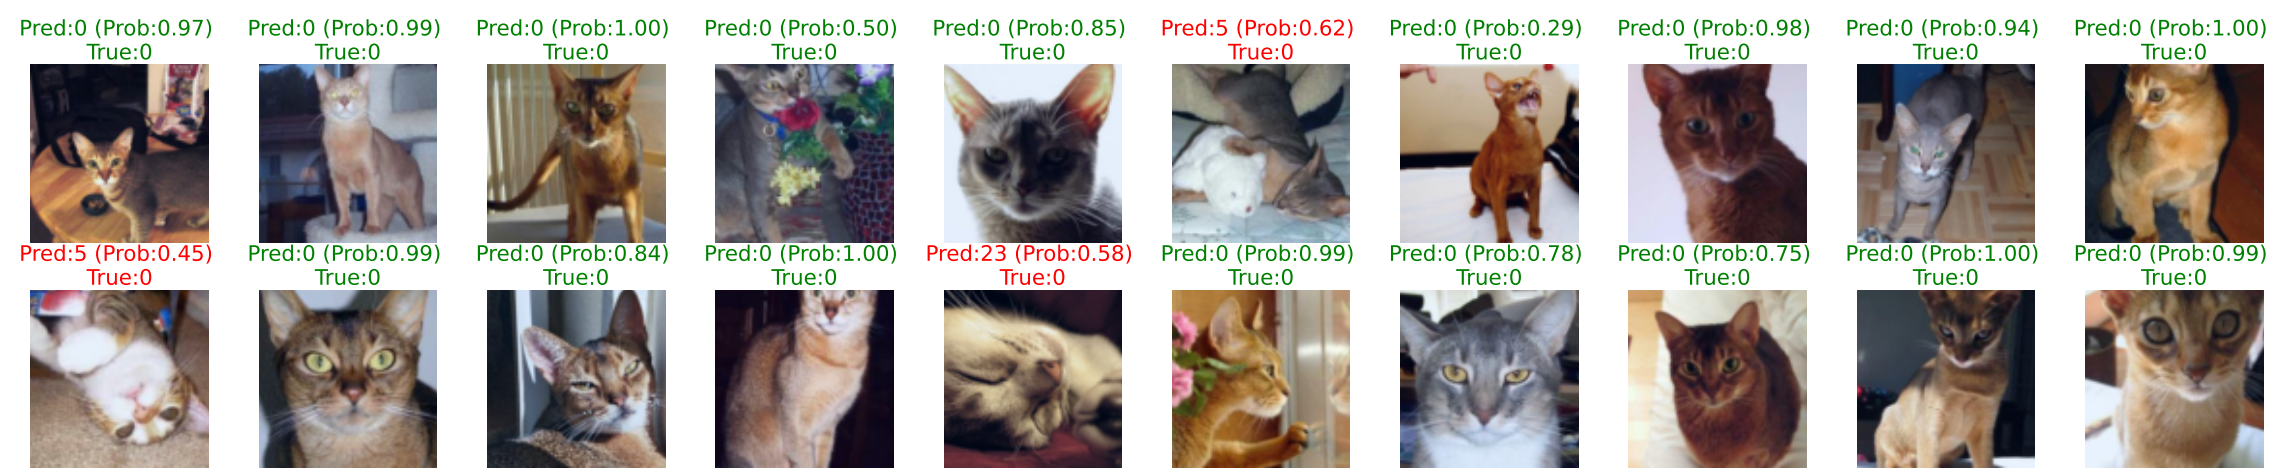 Pred:0 (Prob:0.97) Pred:0 (Prob:0.99) Pred:0 (Prob:1.00) Pred:0 (Prob:0.50) Pred:0 (Prob:0.85) Pred:5 (Prob:0.62) Pred:0 (Prob:0.29) Pred:0 (Prob:0.98) Pred:0 (Prob:0.94) Pred:0 (Prob:1.00)
True:0 True:0 True:0 True:0 True:0 True:0 True:0 True:0 True:0 True:0
Pred:5 (Prob:0.45) Pred:0 (Prob:0.99) Pred:0 (Prob:0.84) Pred:0 (Prob:1.00) Pred:23 (Prob:0.58) Pred:0 (Prob:0.99) Pred:0 (Prob:0.78) Pred:0 (Prob:0.75) Pred:0 (Prob:1.00) Pred:0 (Prob:0.99)
True:0 True:0 True:0 True:0 True:0 True:0 True:0 True:0 True:0 True:0